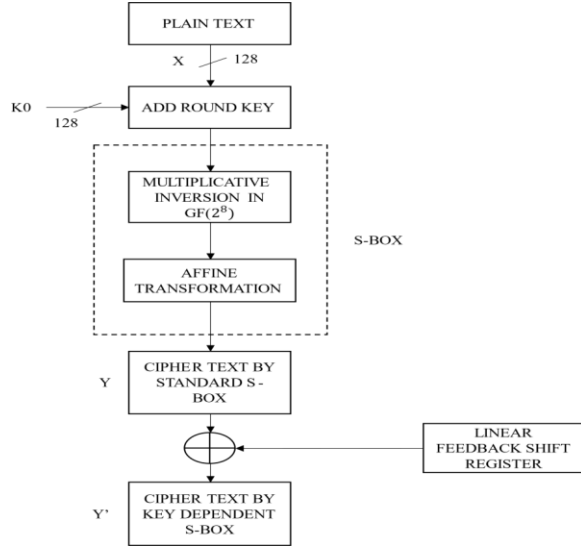 PLAIN TEXT
X
128
K0
128
ADD ROUND KEY
MULTIPLICATIVE
INVERSION IN
GF(2⁸)
S-BOX
AFFINE
TRANSFORMATION
Y
CIPHER TEXT BY
STANDARD S -
BOX
LINEAR
FEEDBACK SHIFT
REGISTER
Y'
CIPHER TEXT BY
KEY DEPENDENT
S-BOX